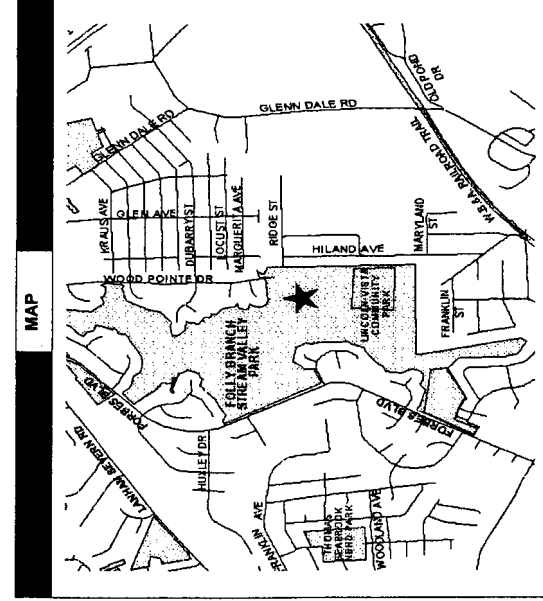 MAP
OLD POND
DR
GLENN DALE RD
GLENN DALE RD
W.B.&A. RAILROAD TRAIL
KRAUS AVE
GLEN AVE
DUBARRY ST
LOCUST ST
MARGUERITA AVE
RIDGE ST
MARYLAND
ST
HILAND AVE
WOOD POINTE DR
LINCOLN VISTA
COMMUNITY
PARK
FRANKLIN
ST
FOLLY BRANCH
STREAM VALLEY
PARK
FORBES BLVD
FORBES BLVD
LANHAM SEVERN RD
HUXLEY DR
FRANKLIN AVE
THOMAS
SEABROOK
NBHD PARK
WOODLAND AVE